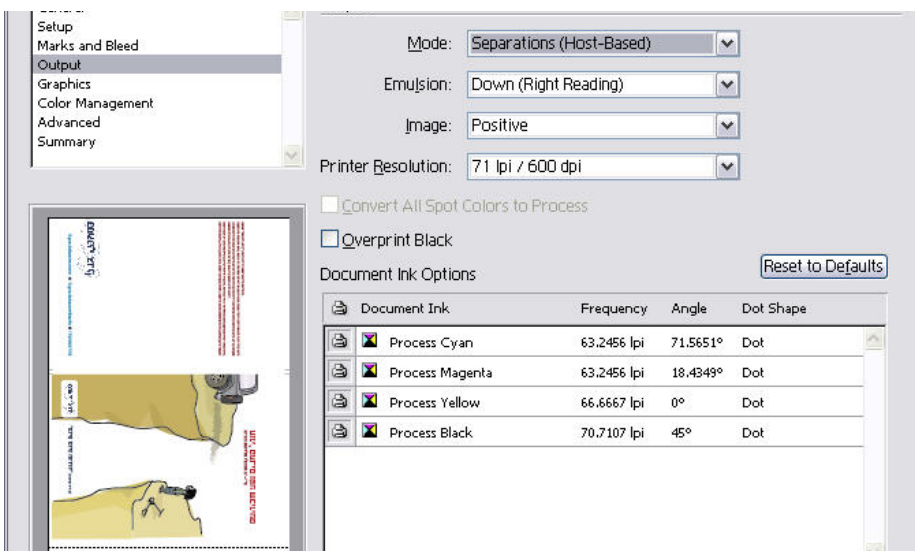 Setup
Marks and Bleed
Output
Graphics
Color Management
Advanced
Summary
Mode: Separations (Host-Based)
Emulsion: Down (Right Reading)
Image: Positive
Printer Resolution: 71 lpi / 600 dpi
Convert All Spot Colors to Process
Overprint Black
Document Ink Options
Reset to Defaults
Document Ink Frequency Angle Dot Shape
Process Cyan 63.2456 lpi 71.5651° Dot
Process Magenta 63.2456 lpi 18.4349° Dot
Process Yellow 66.6667 lpi 0° Dot
Process Black 70.7107 lpi 45° Dot